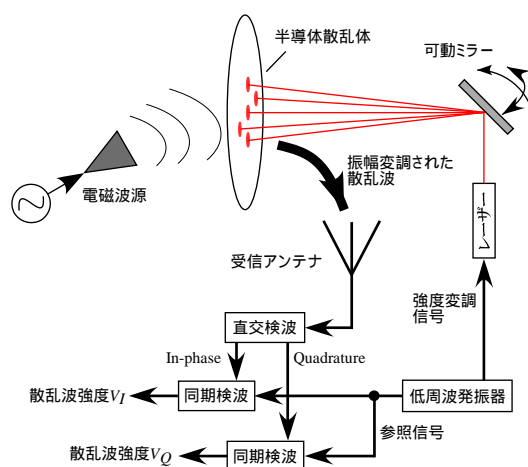 半導体散乱体
可動ミラー
電磁波源
振幅変調された
散乱波
レーザー
受信アンテナ
強度変調
信号
直交検波
In-phase
Quadrature
散乱波強度V_I
同期検波
低周波発振器
参照信号
散乱波強度V_Q
同期検波